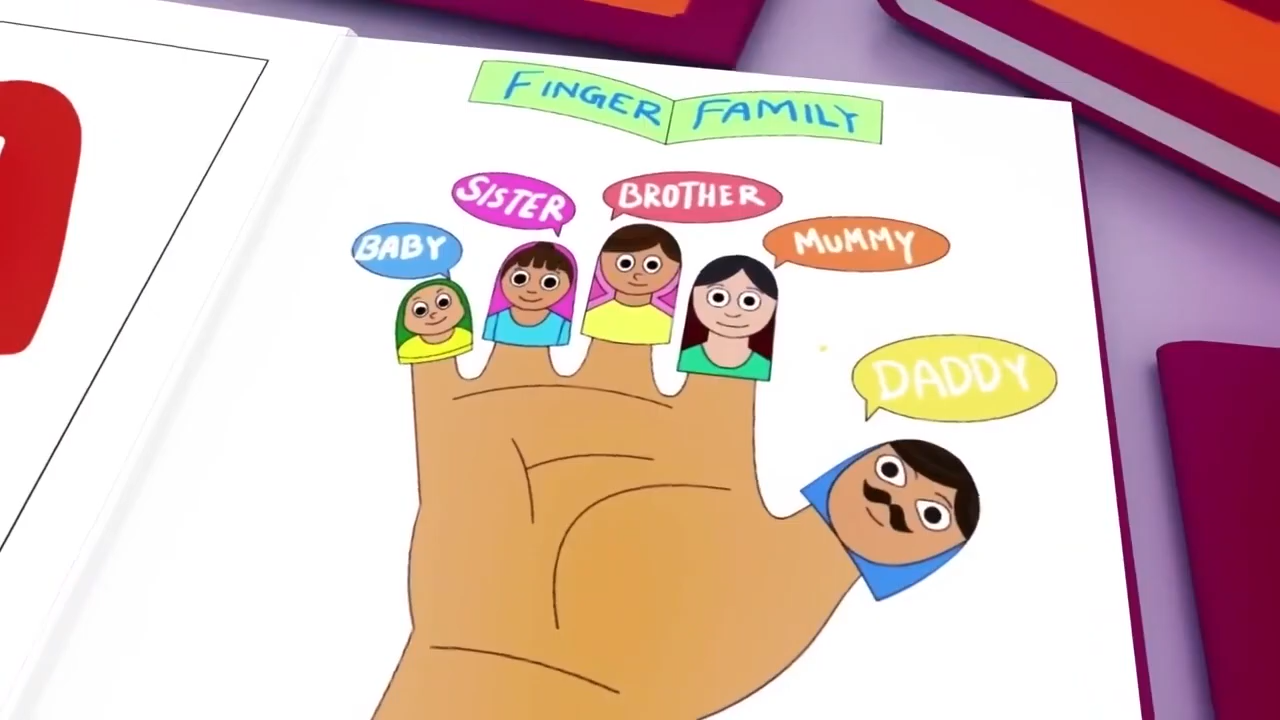 FINGER FAMILY
SISTER
BROTHER
BABY
MUMMY
DADDY